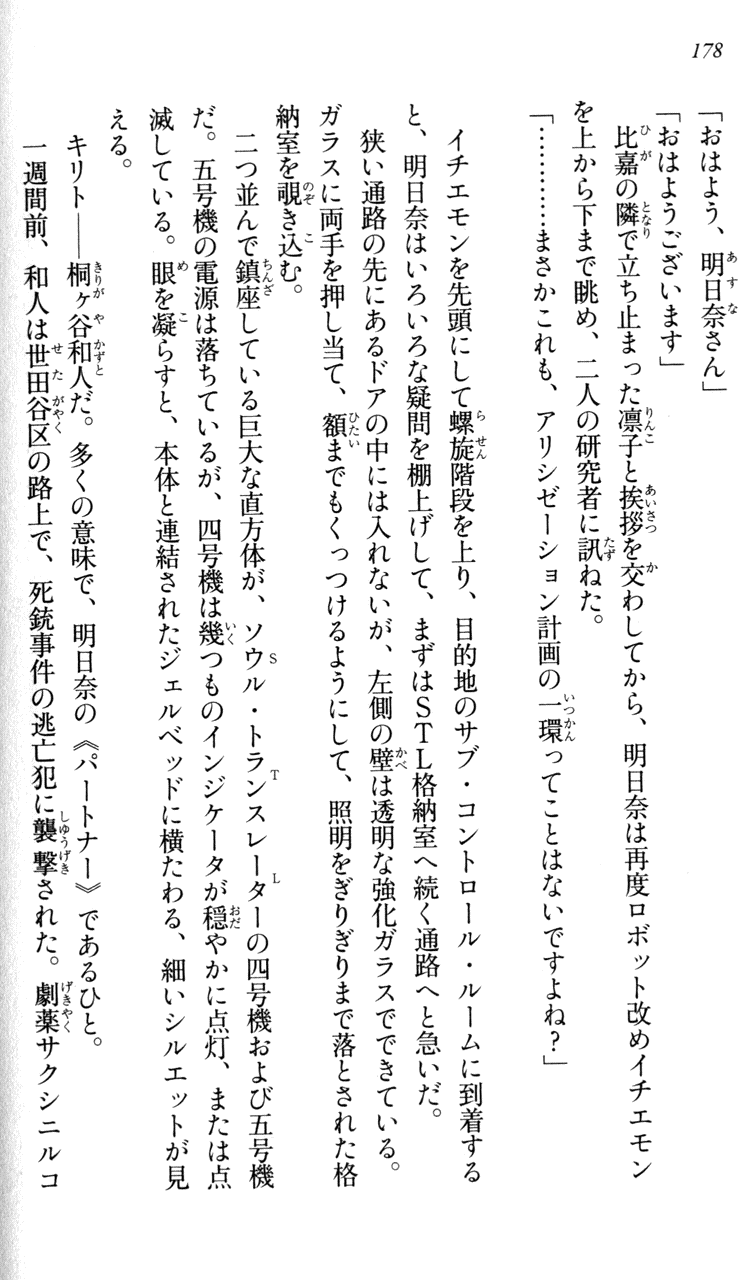 178
「おはよう、明日奈さん」
「おはようございます」
比嘉の隣で立ち止まった凛子と挨拶を交わしてから、明日奈は再度ロボット改めイチエモン
を上から下まで眺め、二人の研究者に訊ねた。
「…………まさかこれも、アリシゼーション計画の一環ってことはないですよね？」
イチエモンを先頭にして螺旋階段を上り、目的地のサブ・コントロール・ルームに到着する
と、明日奈はいろいろな疑問を棚上げして、まずはSTL格納室へ続く通路へと急いだ。
狭い通路の先にあるドアの中には入れないが、左側の壁は透明な強化ガラスでできている。
ガラスに両手を押し当て、額までもくっつけるようにして、照明をぎりぎりまで落とされた格
納室を覗き込む。
二つ並んで鎮座している巨大な直方体が、ソウル・トランスレーターの四号機および五号機
だ。五号機の電源は落ちているが、四号機は幾つものインジケータが穏やかに点灯、または点
滅している。眼を凝らすと、本体と連結されたジェルベッドに横たわる、細いシルエットが見
える。
キリト――桐ヶ谷和人だ。多くの意味で、明日奈の《パートナー》であるひと。
一週間前、和人は世田谷区の路上で、死銃事件の逃亡犯に襲撃された。劇薬サクシニルコ